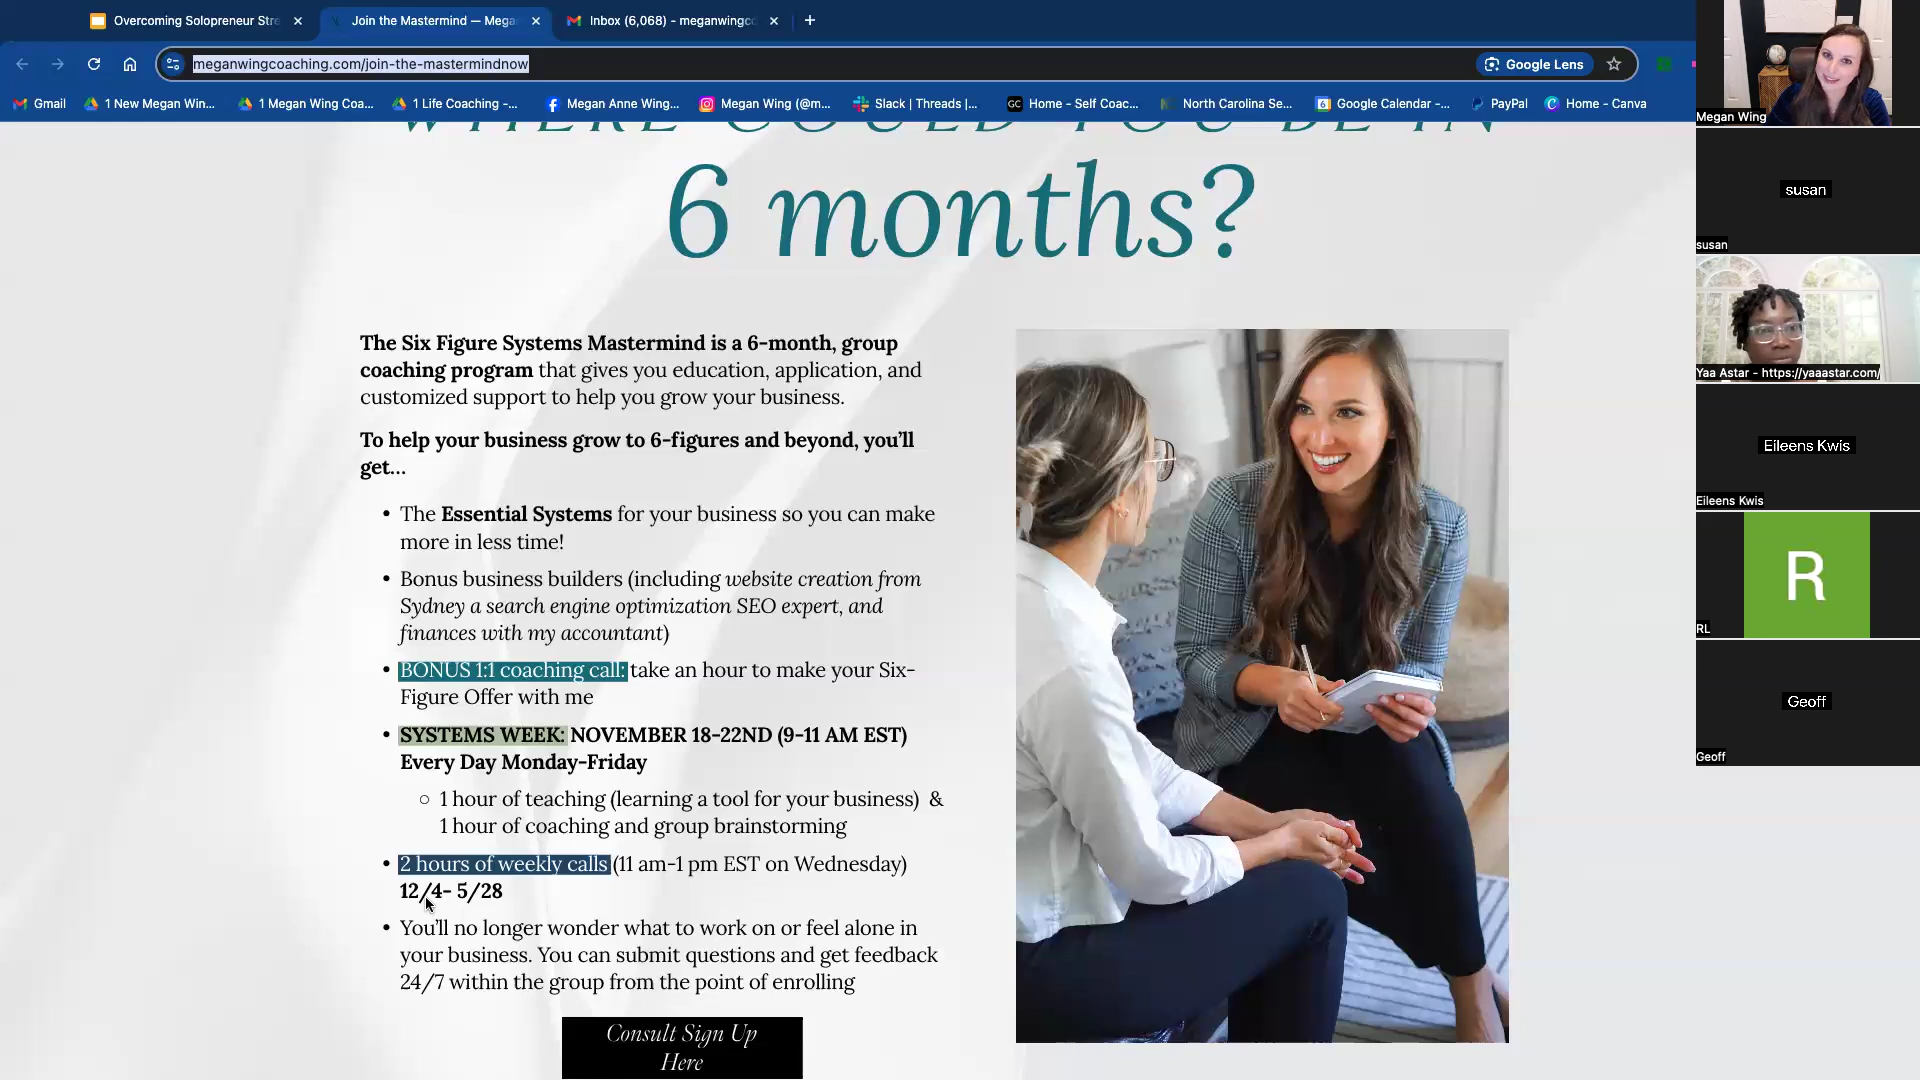 Overcoming Solopreneur Stre
Join the Mastermind — Mega
Inbox (6,068) - meganwingco
meganwingcoaching.com/join-the-mastermindnow
Google Lens
Gmail
1 New Megan Win...
1 Megan Wing Coa...
1 Life Coaching -...
Megan Anne Wing...
Megan Wing (@m...
Slack | Threads |...
GC
Home - Self Coac...
North Carolina Se...
6
Google Calendar -...
PayPal
C
Home - Canva
WHERE COULD YOU BE IN
6 months?
The Six Figure Systems Mastermind is a 6-month, group
coaching program that gives you education, application, and
customized support to help you grow your business.
To help your business grow to 6-figures and beyond, you'll
get...
• The Essential Systems for your business so you can make
more in less time!
• Bonus business builders (including website creation from
Sydney a search engine optimization SEO expert, and
finances with my accountant)
• BONUS 1:1 coaching call: take an hour to make your Six-
Figure Offer with me
• SYSTEMS WEEK: NOVEMBER 18-22ND (9-11 AM EST)
Every Day Monday-Friday
○ 1 hour of teaching (learning a tool for your business) &
1 hour of coaching and group brainstorming
• 2 hours of weekly calls (11 am-1 pm EST on Wednesday)
12/4- 5/28
• You'll no longer wonder what to work on or feel alone in
your business. You can submit questions and get feedback
24/7 within the group from the point of enrolling
Consult Sign Up
Here
Megan Wing
susan
susan
Yaa Astar - https://yaaastar.com/
Eileens Kwis
Eileens Kwis
R
RL
Geoff
Geoff